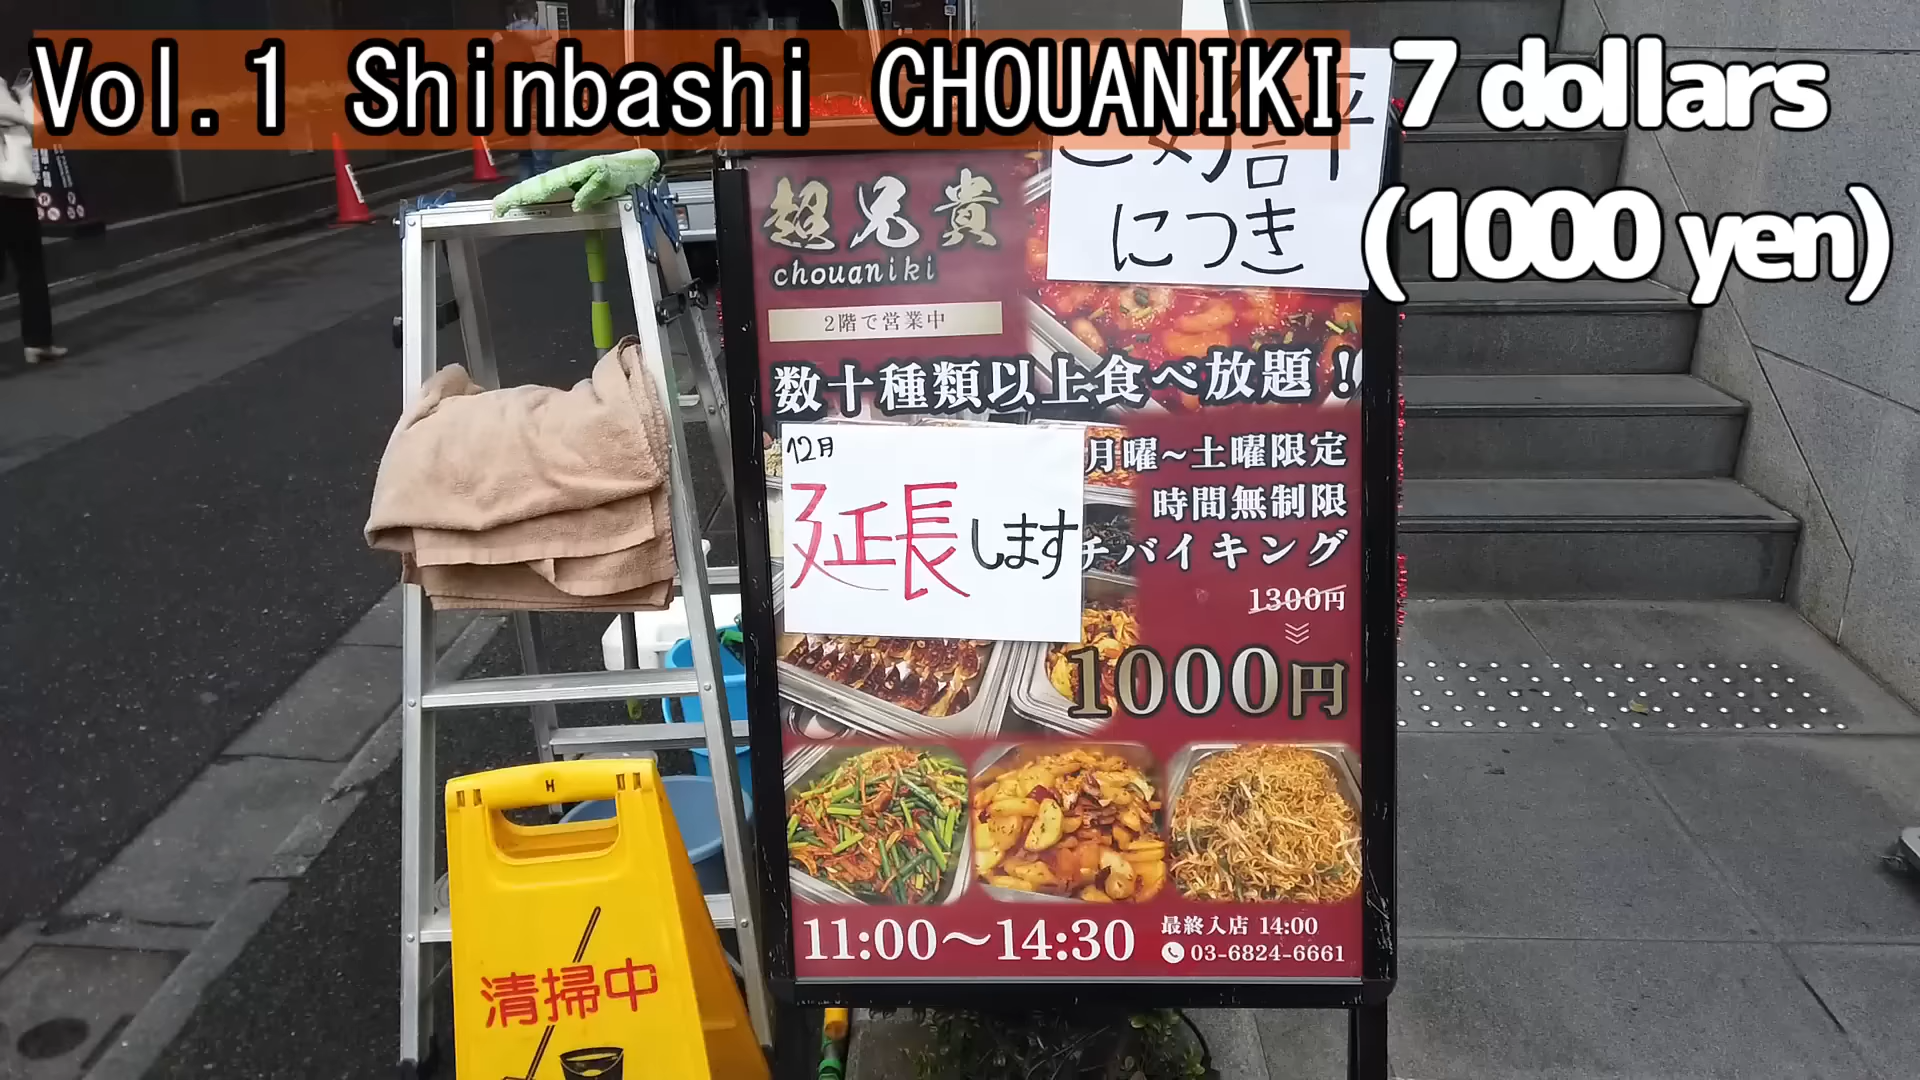 Vol.1 Shinbashi CHOUANIKI 7 dollars
(1000 yen)
につき
超兄貴
chouaniki
2階で営業中
数十種類以上食べ放題!!
12月
延長します
月曜~土曜限定
時間無制限
チバイキング
1300円
1000円
11:00~14:30
最終入店 14:00
03-6824-6661
H
清掃中